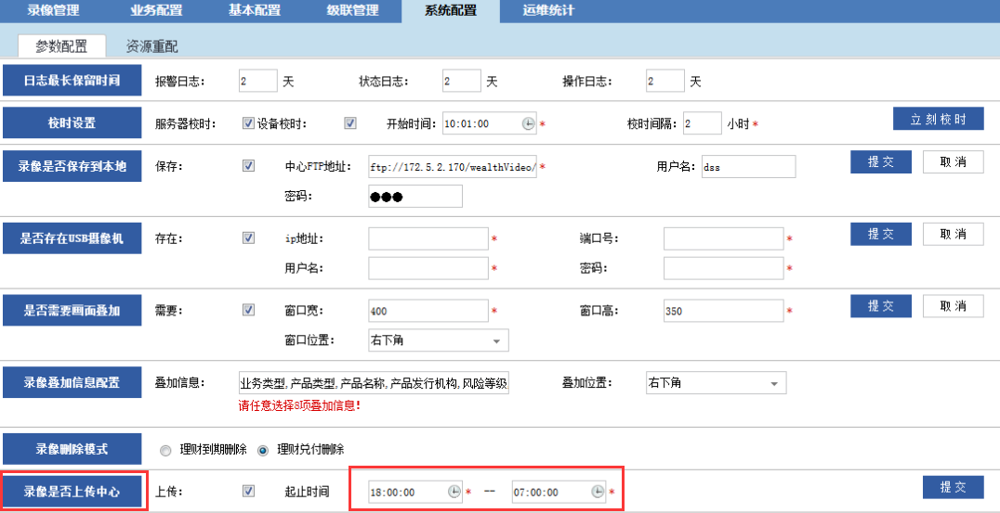 录像管理 业务配置 基本配置 级联管理 系统配置 运维统计
参数配置 资源重配
日志最长保留时间 报警日志: 2 天 状态日志: 2 天 操作日志: 2 天
校时设置 服务器校时: 设备校时: 开始时间: 10:01:00 * 校时间隔: 2 小时* 立刻校时
录像是否保存到本地 保存: 中心FTP地址: ftp://172.5.2.170/wealthVideo/ * 用户名: dss 提交 取消
密码: ●●●
是否存在USB摄像机 存在: ip地址: * 端口号: * 提交 取消
用户名: * 密码: *
是否需要画面叠加 需要: 窗口宽: 400 * 窗口高: 350 * 提交 取消
窗口位置: 右下角
录像叠加信息配置 叠加信息: 业务类型,产品类型,产品名称,产品发行机构,风险等级, 叠加位置: 右下角
请任意选择8项叠加信息!
录像删除模式 理财到期删除 理财兑付删除
录像是否上传中心 上传: 起止时间 18:00:00 * -- 07:00:00 * 提交